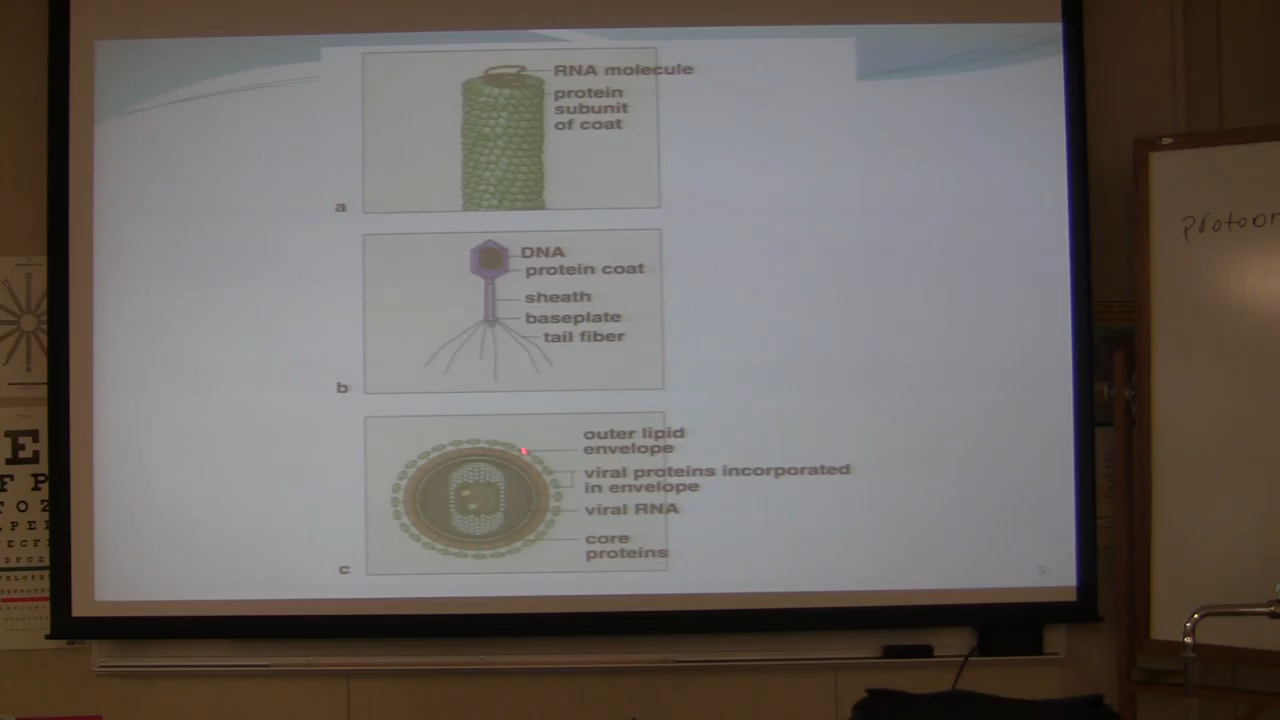 RNA molecule
protein
subunit
of coat
a
DNA
protein coat
sheath
baseplate
tail fiber
b
outer lipid
envelope
viral proteins incorporated
in envelope
viral RNA
core
proteins
c
5
E
F P
T O Z